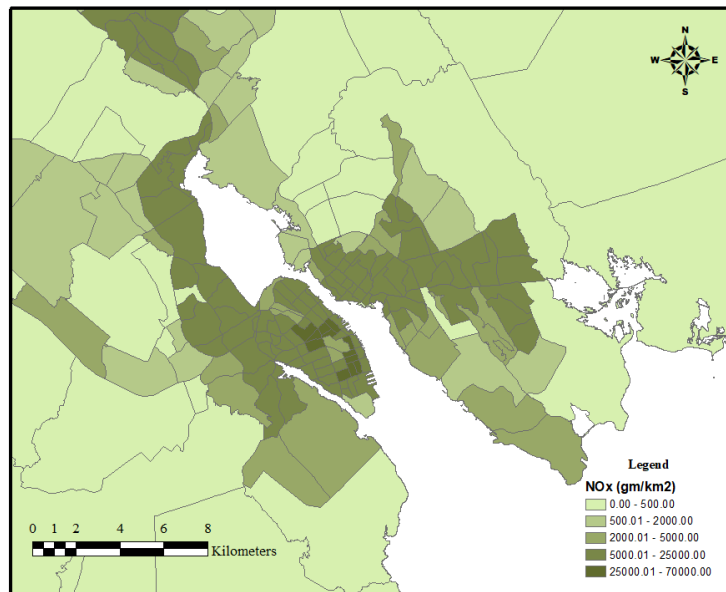 N
W E
S
Legend
NOx (gm/km2)
0.00 - 500.00
500.01 - 2000.00
2000.01 - 5000.00
5000.01 - 25000.00
25000.01 - 70000.00
0 1 2 4 6 8
Kilometers